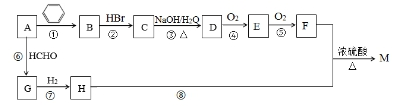 HBr NaOH/H₂O O₂ O₂
A ① B ② C ③ △ D ④ E ⑤ F
浓硫酸
△ M
⑥ HCHO
G H₂ ⑦ H ⑧